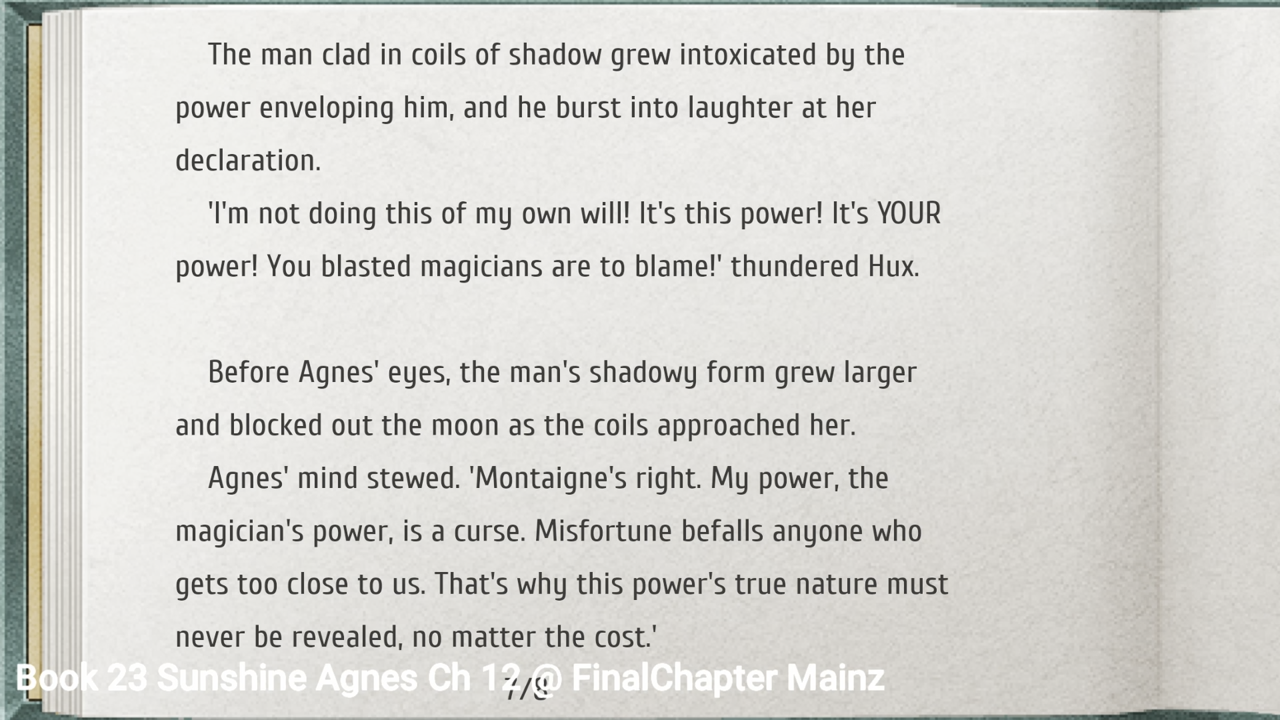 The man clad in coils of shadow grew intoxicated by the
power enveloping him, and he burst into laughter at her
declaration.
'I'm not doing this of my own will! It's this power! It's YOUR
power! You blasted magicians are to blame!' thundered Hux.
Before Agnes' eyes, the man's shadowy form grew larger
and blocked out the moon as the coils approached her.
Agnes' mind stewed. 'Montaigne's right. My power, the
magician's power, is a curse. Misfortune befalls anyone who
gets too close to us. That's why this power's true nature must
never be revealed, no matter the cost.'
Book 23 Sunshine Agnes Ch 12 @ FinalChapter Mainz
7/8